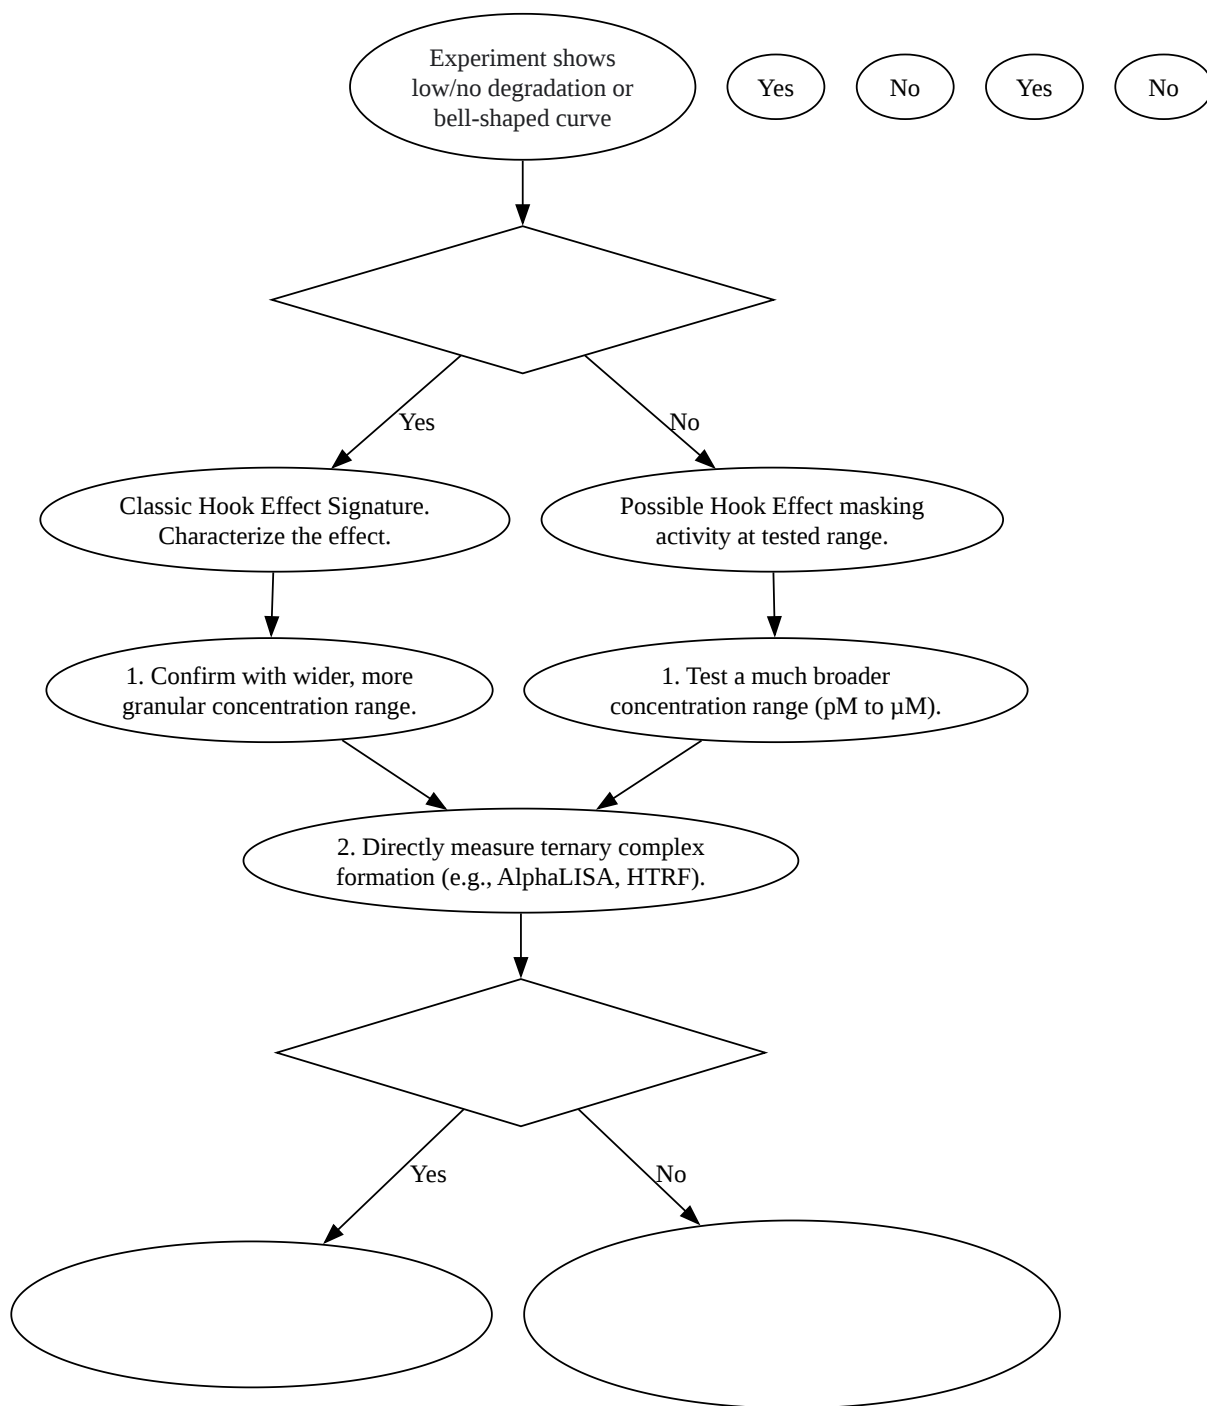 Experiment shows
low/no degradation or
bell-shaped curve
Yes
No
Yes
No
Yes
No
Classic Hook Effect Signature.
Characterize the effect.
Possible Hook Effect masking
activity at tested range.
1. Confirm with wider, more
granular concentration range.
1. Test a much broader
concentration range (pM to µM).
2. Directly measure ternary complex
formation (e.g., AlphaLISA, HTRF).
Yes
No